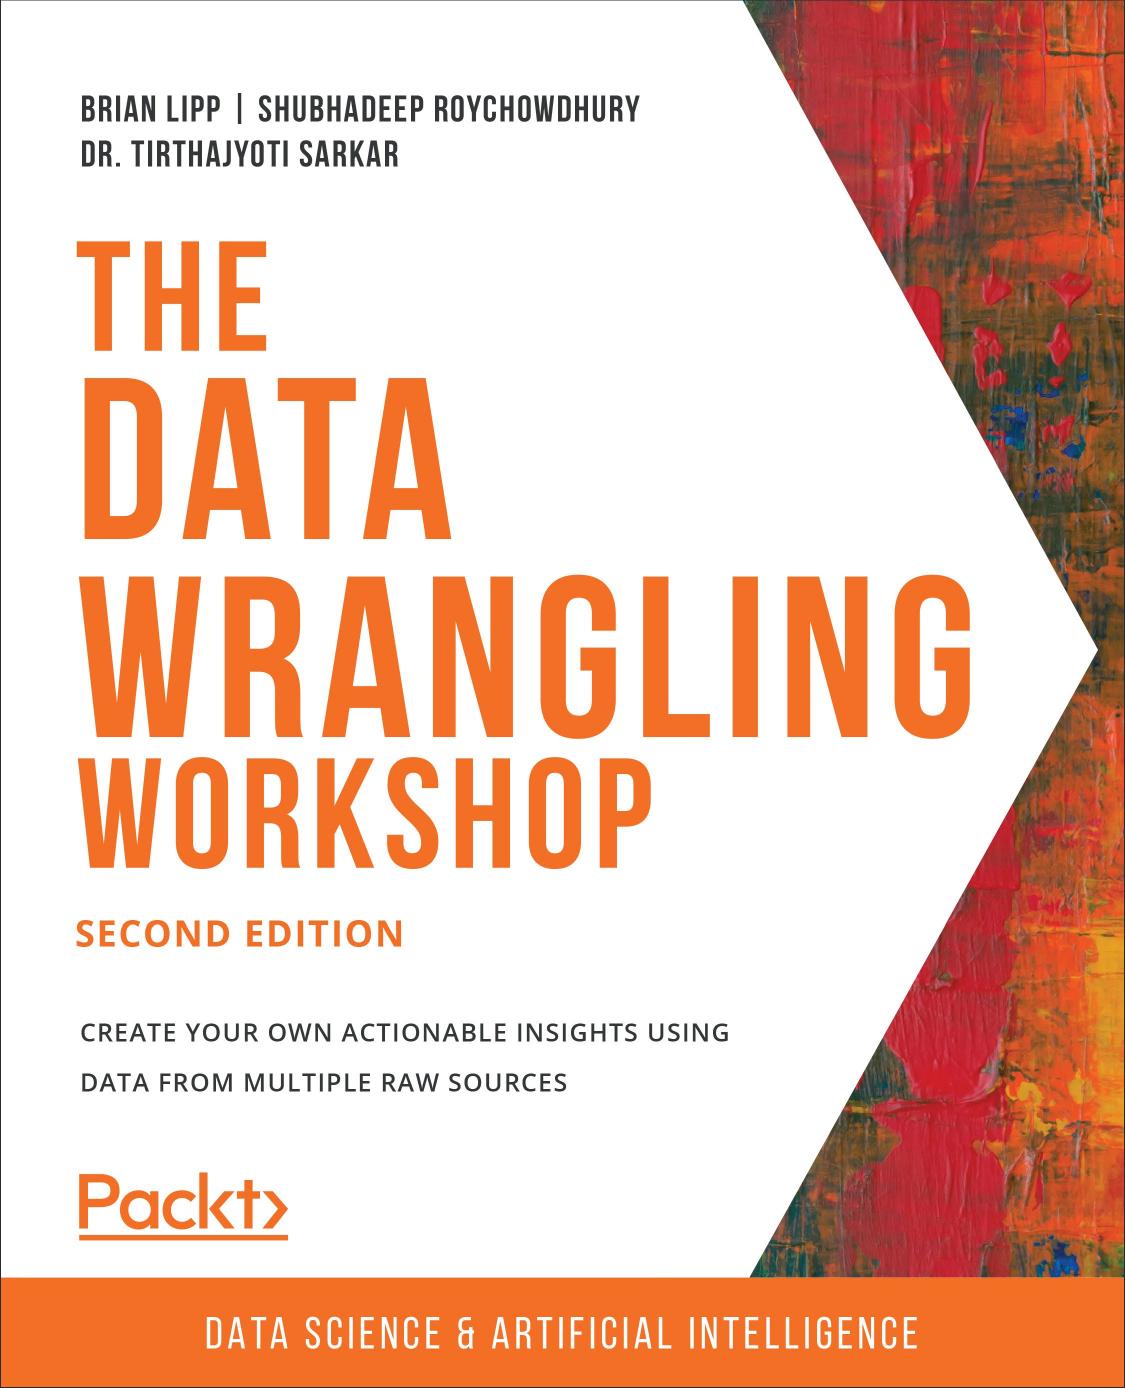 BRIAN LIPP | SHUBHADEEP ROYCHOWDHURY
DR. TIRTHAJYOTI SARKAR
THE
DATA
WRANGLING
WORKSHOP
SECOND EDITION
CREATE YOUR OWN ACTIONABLE INSIGHTS USING
DATA FROM MULTIPLE RAW SOURCES
Packt>
DATA SCIENCE & ARTIFICIAL INTELLIGENCE